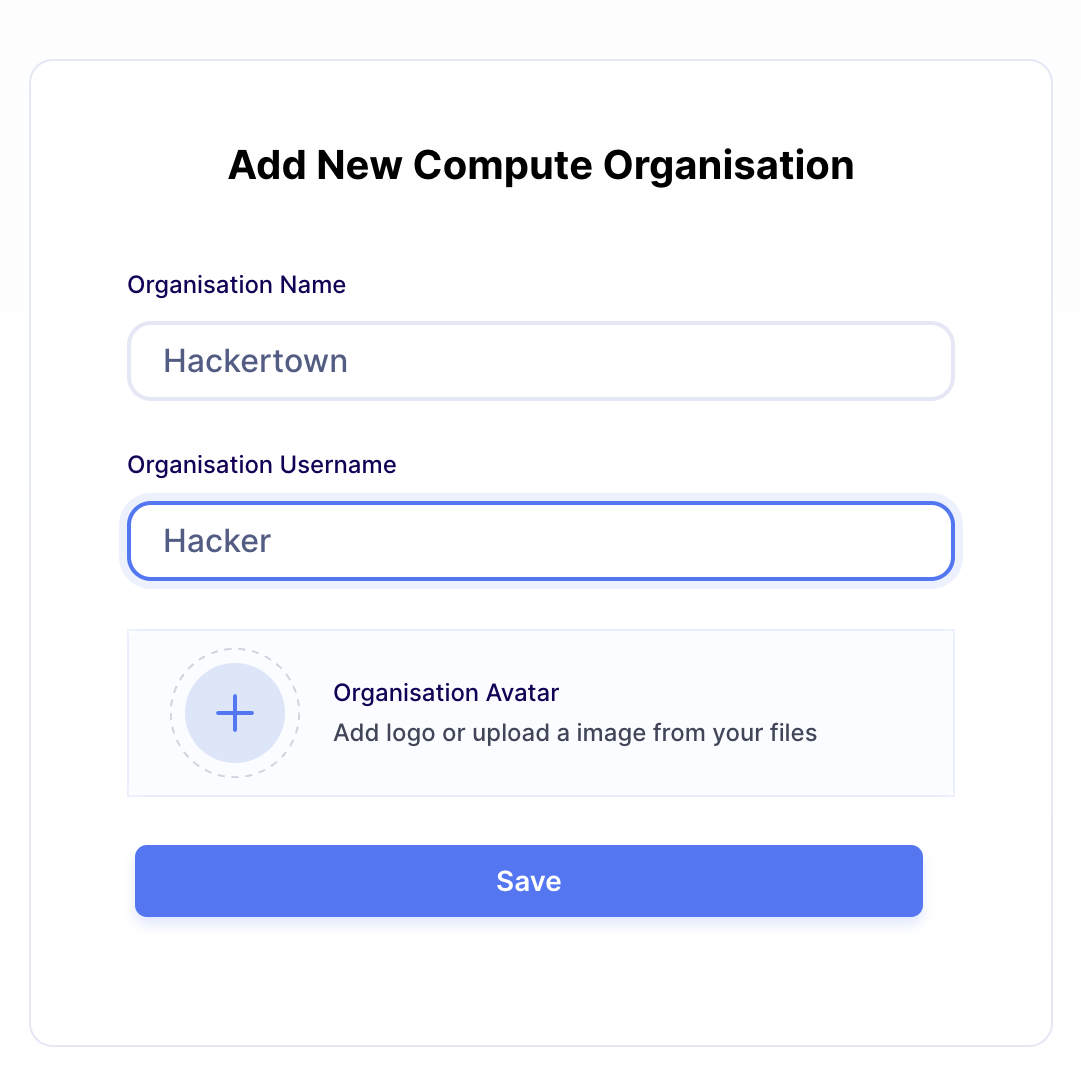 Add New Compute Organisation
Organisation Name
Hackertown
Organisation Username
Hacker
Organisation Avatar
Add logo or upload a image from your files
Save